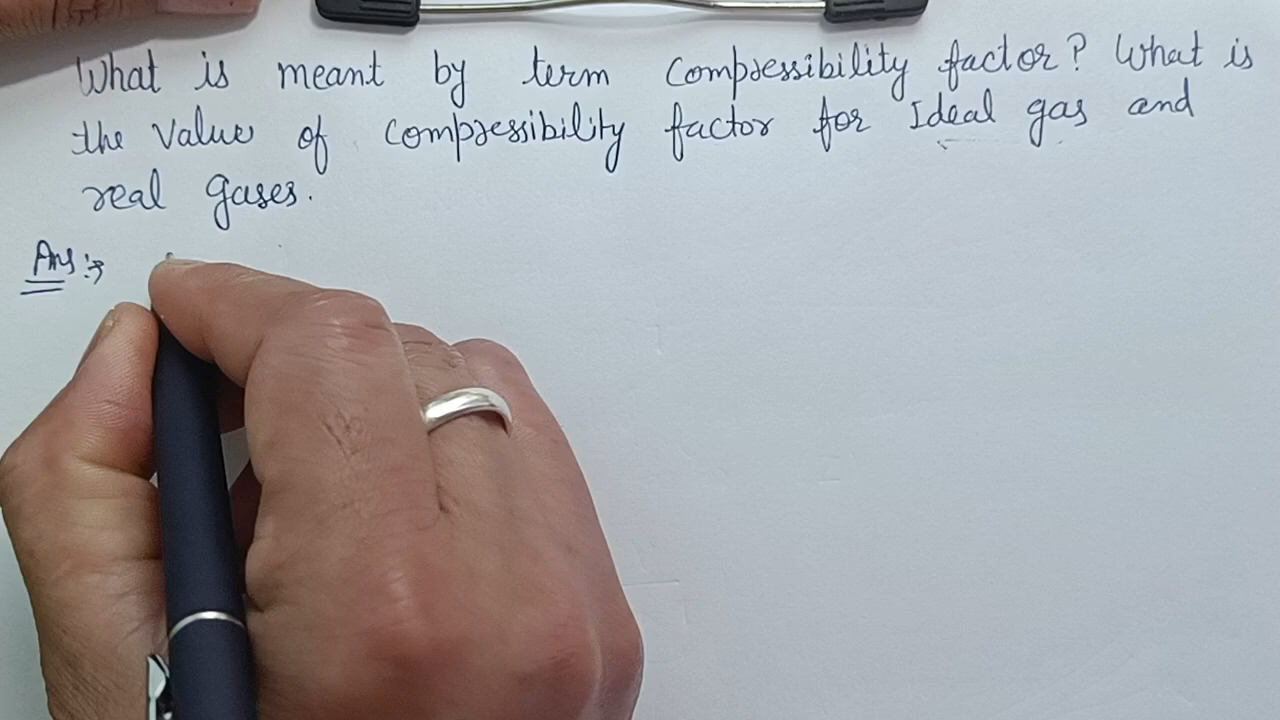 What is meant by term Compressibility factor? What is
the Value of Compressibility factor for Ideal gas and
real gases.
Ans :→